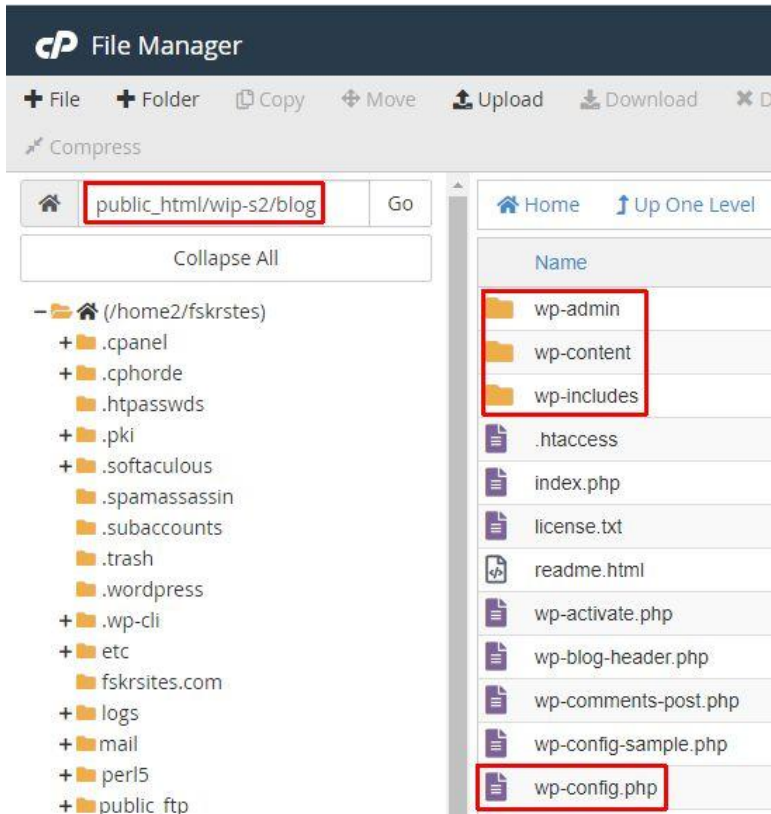 cP File Manager
+ File + Folder Copy Move Upload Download D
Compress
public_html/wip-s2/blog Go
Collapse All
(/home2/fskrstes)
.cpanel
.cphorde
.htpasswds
.pki
.softaculous
.spamassassin
.subaccounts
.trash
.wordpress
.wp-cli
etc
fskrsites.com
logs
mail
perl5
public_ftp
Home Up One Level
Name
wp-admin
wp-content
wp-includes
.htaccess
index.php
license.txt
readme.html
wp-activate.php
wp-blog-header.php
wp-comments-post.php
wp-config-sample.php
wp-config.php